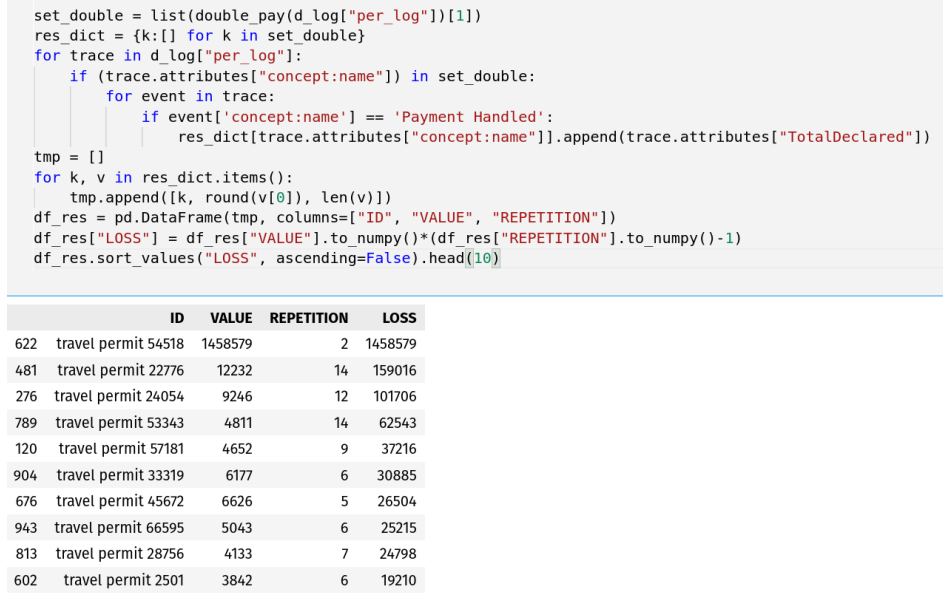 set_double = list(double_pay(d_log["per_log"])[1])
res_dict = {k:[] for k in set_double}
for trace in d_log["per_log"]:
    if (trace.attributes["concept:name"]) in set_double:
        for event in trace:
            if event['concept:name'] == 'Payment Handled':
                res_dict[trace.attributes["concept:name"]].append(trace.attributes["TotalDeclared"])
tmp = []
for k, v in res_dict.items():
    tmp.append([k, round(v[0]), len(v)])
df_res = pd.DataFrame(tmp, columns=["ID", "VALUE", "REPETITION"])
df_res["LOSS"] = df_res["VALUE"].to_numpy()*(df_res["REPETITION"].to_numpy()-1)
df_res.sort_values("LOSS", ascending=False).head(10)
ID VALUE REPETITION LOSS
622 travel permit 54518 1458579 2 1458579
481 travel permit 22776 12232 14 159016
276 travel permit 24054 9246 12 101706
789 travel permit 53343 4811 14 62543
120 travel permit 57181 4652 9 37216
904 travel permit 33319 6177 6 30885
676 travel permit 45672 6626 5 26504
943 travel permit 66595 5043 6 25215
813 travel permit 28756 4133 7 24798
602 travel permit 2501 3842 6 19210